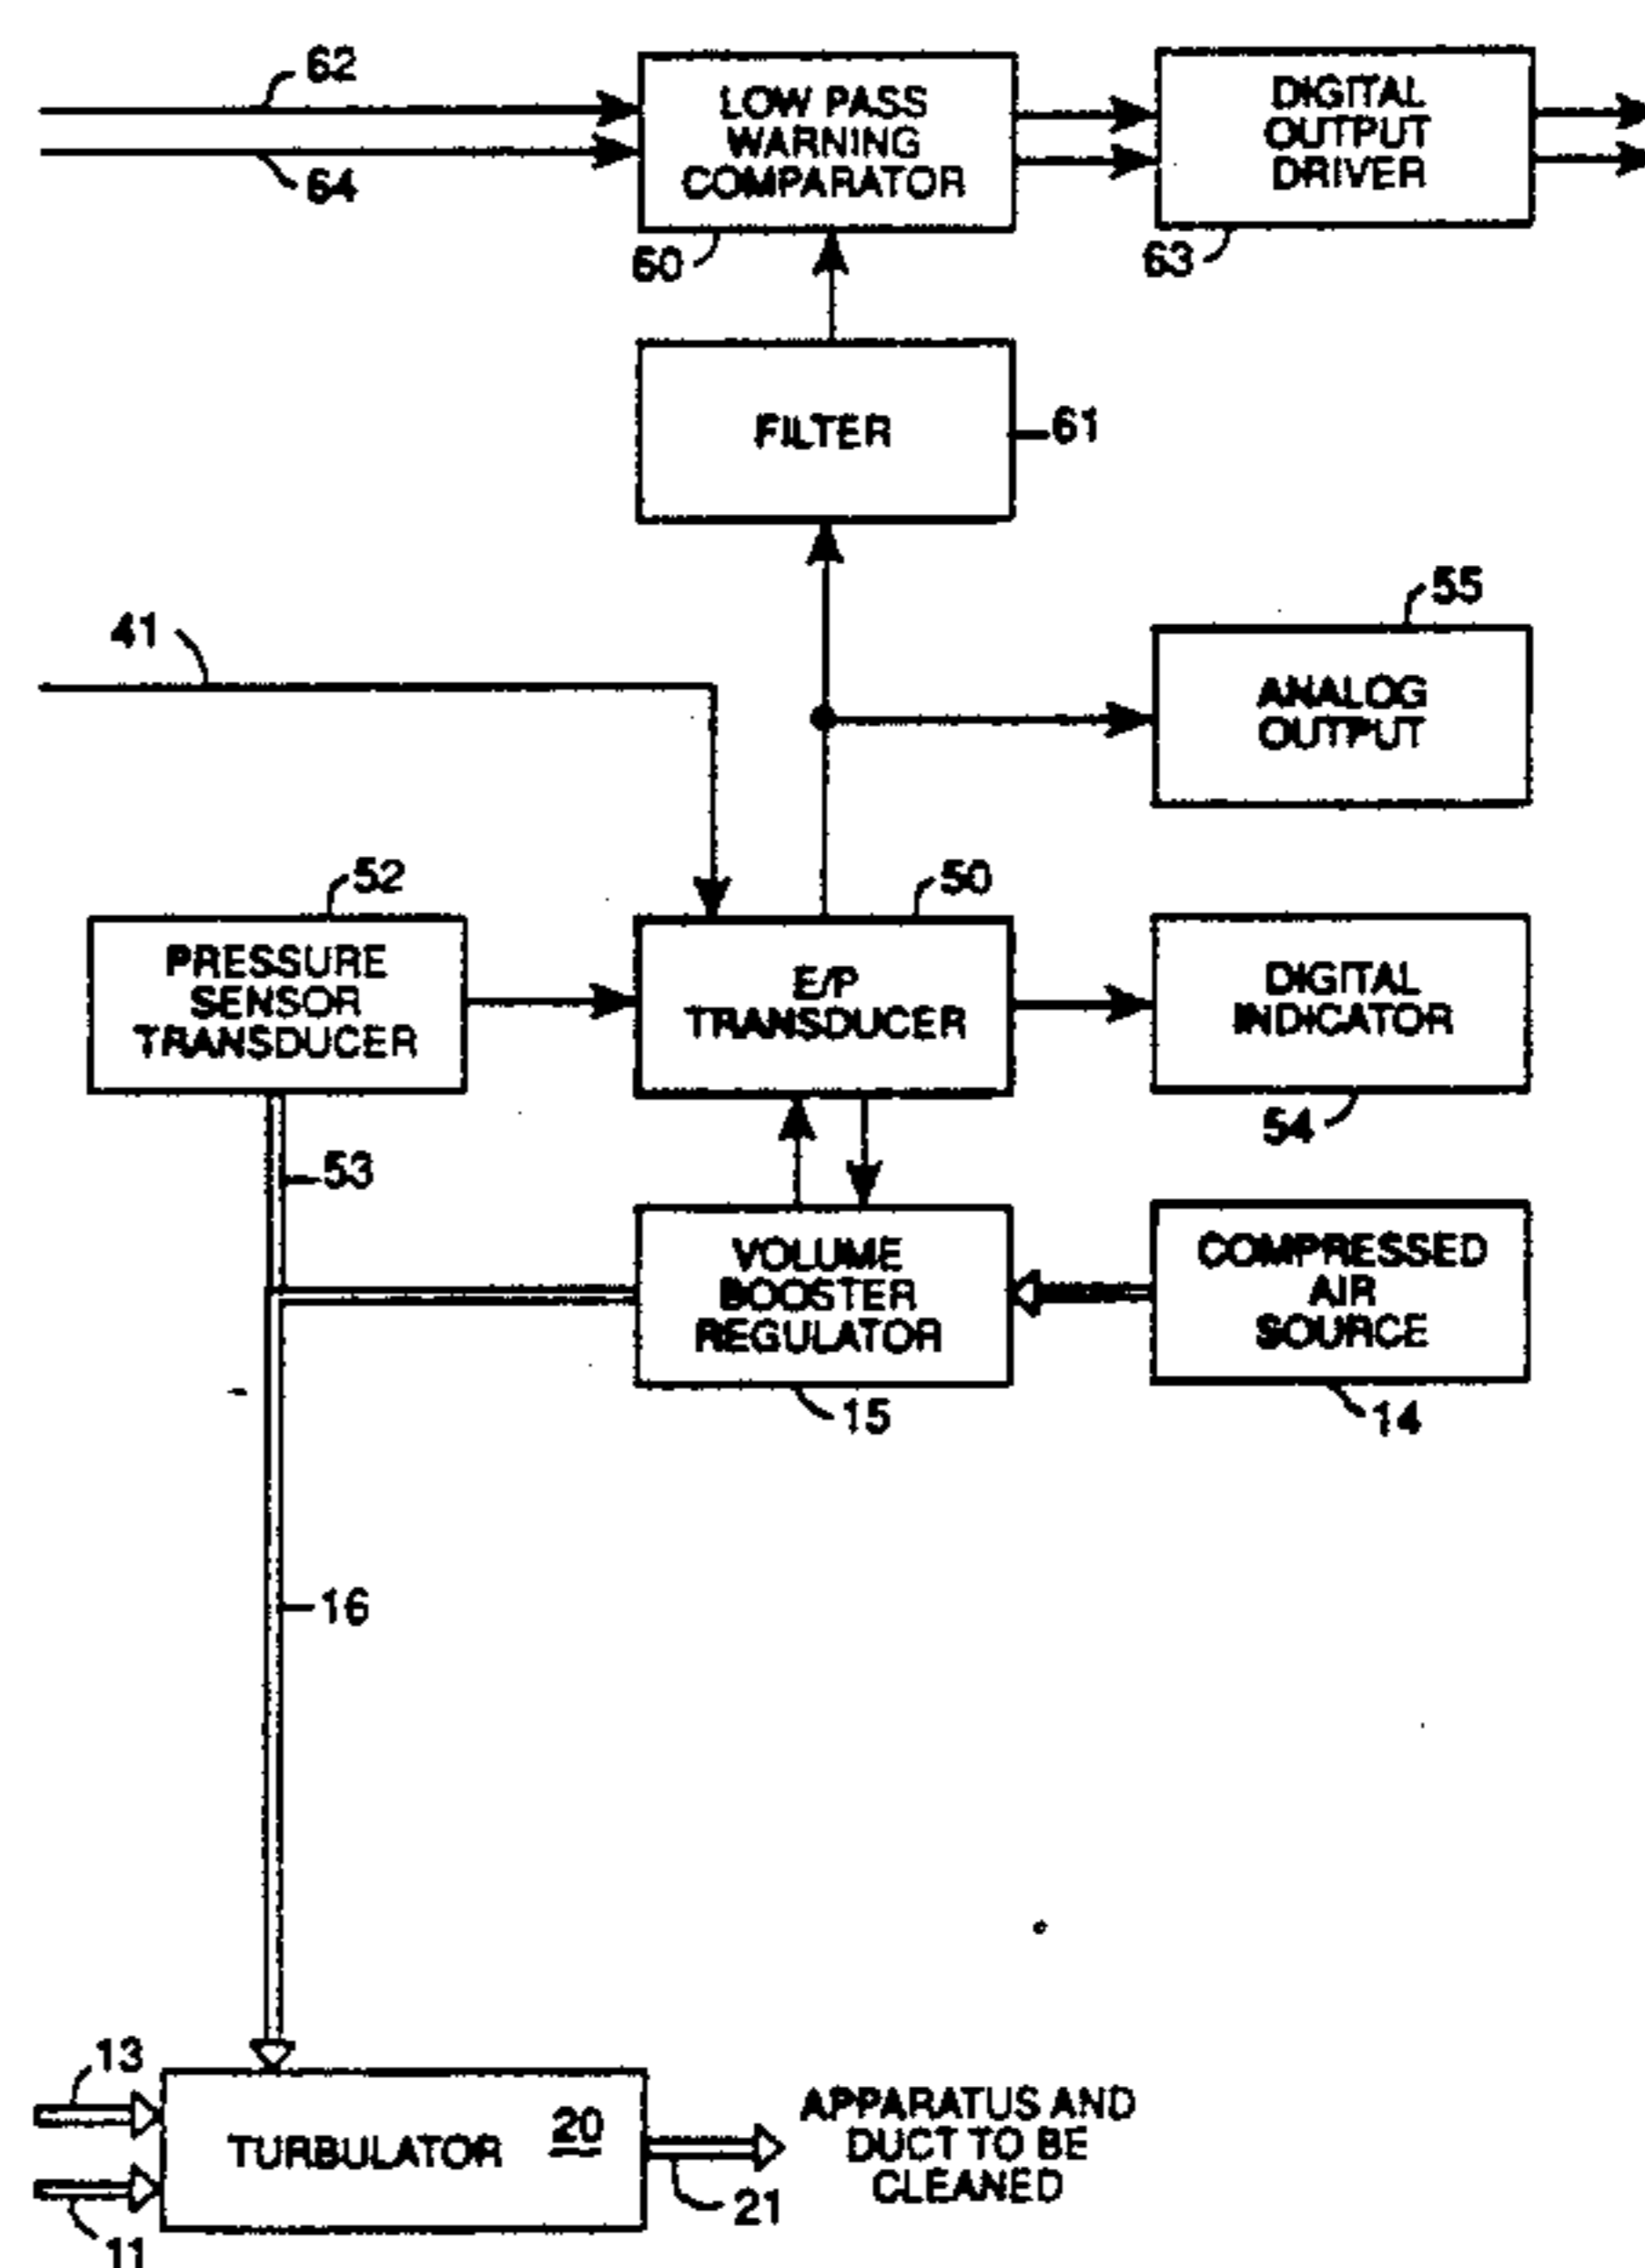 62
64
LOW PASS
WARNING
COMPARATOR
60
DIGITAL
OUTPUT
DRIVER
63
FILTER
61
41
55
ANALOG
OUTPUT
52
PRESSURE
SENSOR
TRANSDUCER
50
E/P
TRANSDUCER
DIGITAL
INDICATOR
54
53
VOLUME
BOOSTER
REGULATOR
15
COMPRESSED
AIR
SOURCE
14
16
13
11
TURBULATOR 20
21
APPARATUS AND
DUCT TO BE
CLEANED